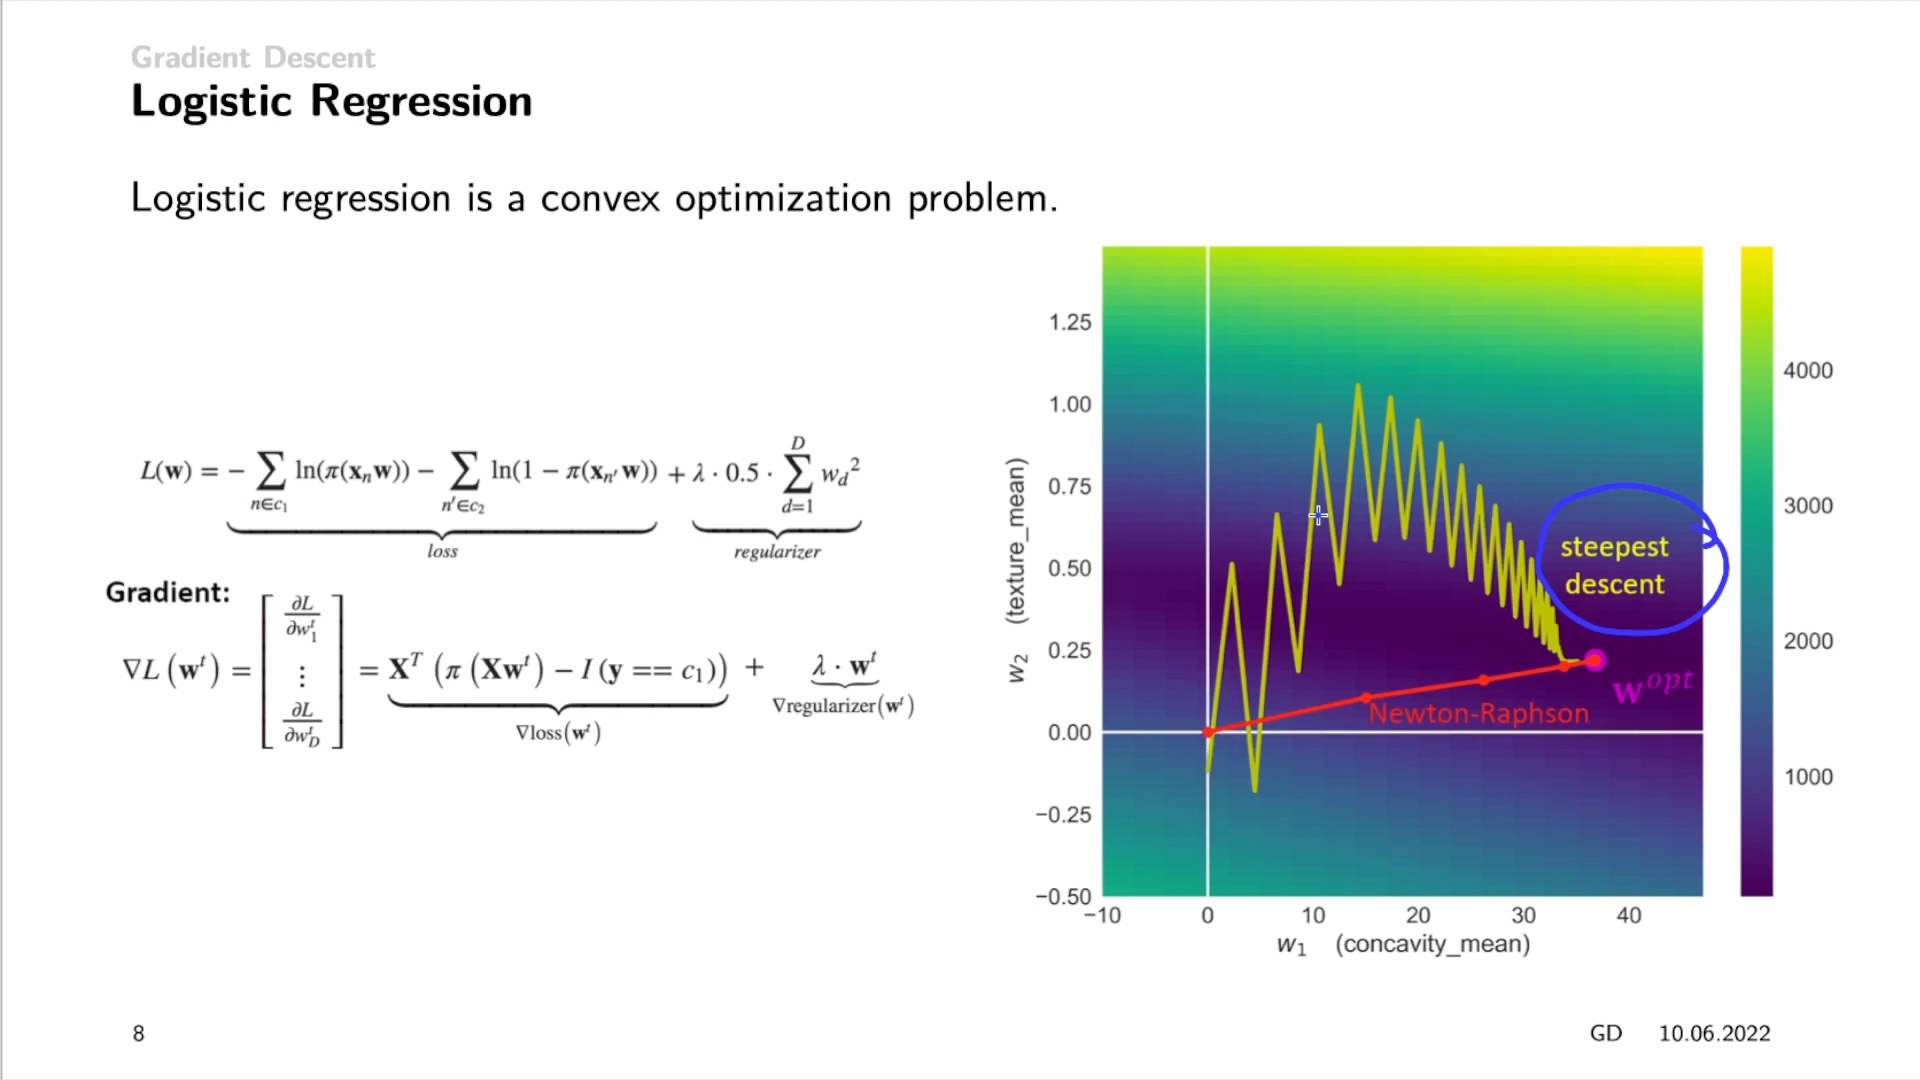 Gradient Descent
Logistic Regression
Logistic regression is a convex optimization problem.
L(w) = − ∑_{n∈c₁} ln(π(xₙw)) − ∑_{n′∈c₂} ln(1 − π(xₙ′w)) + λ · 0.5 · ∑_{d=1}^{D} w_d²
loss
regularizer
Gradient:
∇L(wᵗ) = [∂L/∂w₁ᵗ ⋮ ∂L/∂w_Dᵗ] = Xᵀ (π (Xwᵗ) − I (y == c₁)) + λ · wᵗ
∇loss(wᵗ)
∇regularizer(wᵗ)
1.25
1.00
0.75
0.50
0.25
0.00
−0.25
−0.50
w₂ (texture_mean)
−10
0
10
20
30
40
w₁ (concavity_mean)
steepest
descent
w^opt
Newton-Raphson
4000
3000
2000
1000
8
GD 10.06.2022